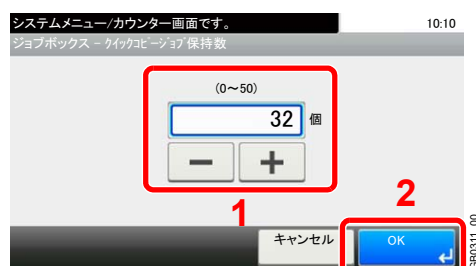 システムメニュー/カウンター画面です。 10:10
ジョブボックス - クイックコピージョブ保持数
(0～50)
32 個
－ ＋
1
2
キャンセル OK